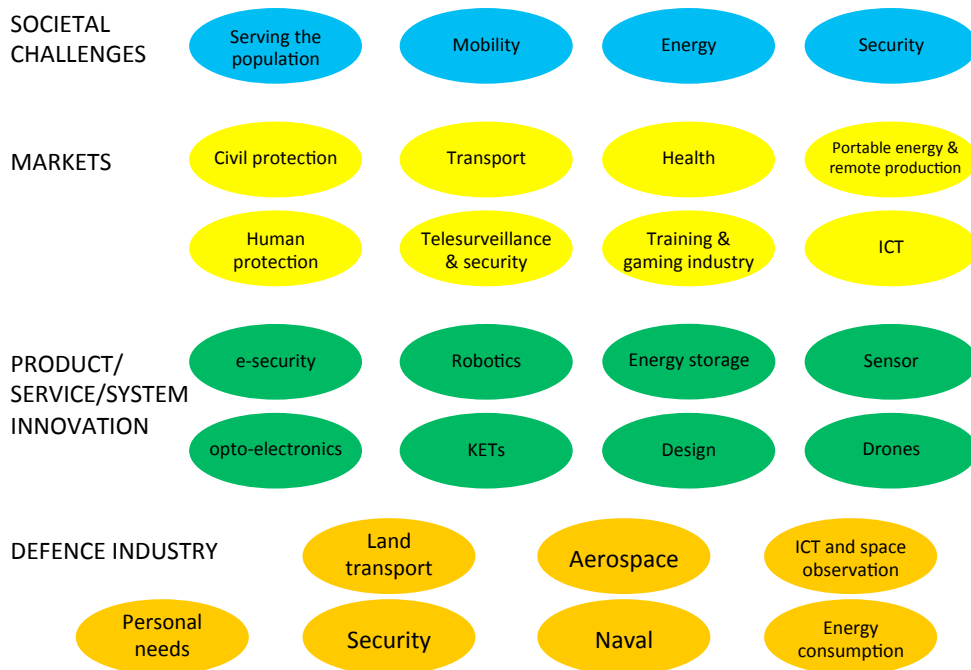 SOCIETAL
CHALLENGES
Serving the
population
Mobility
Energy
Security
MARKETS
Civil protection
Transport
Health
Portable energy &
remote production
Human
protection
Telesurveillance
& security
Training &
gaming industry
ICT
PRODUCT/
SERVICE/SYSTEM
INNOVATION
e-security
Robotics
Energy storage
Sensor
opto-electronics
KETs
Design
Drones
DEFENCE INDUSTRY
Land
transport
Aerospace
ICT and space
observation
Personal
needs
Security
Naval
Energy
consumption